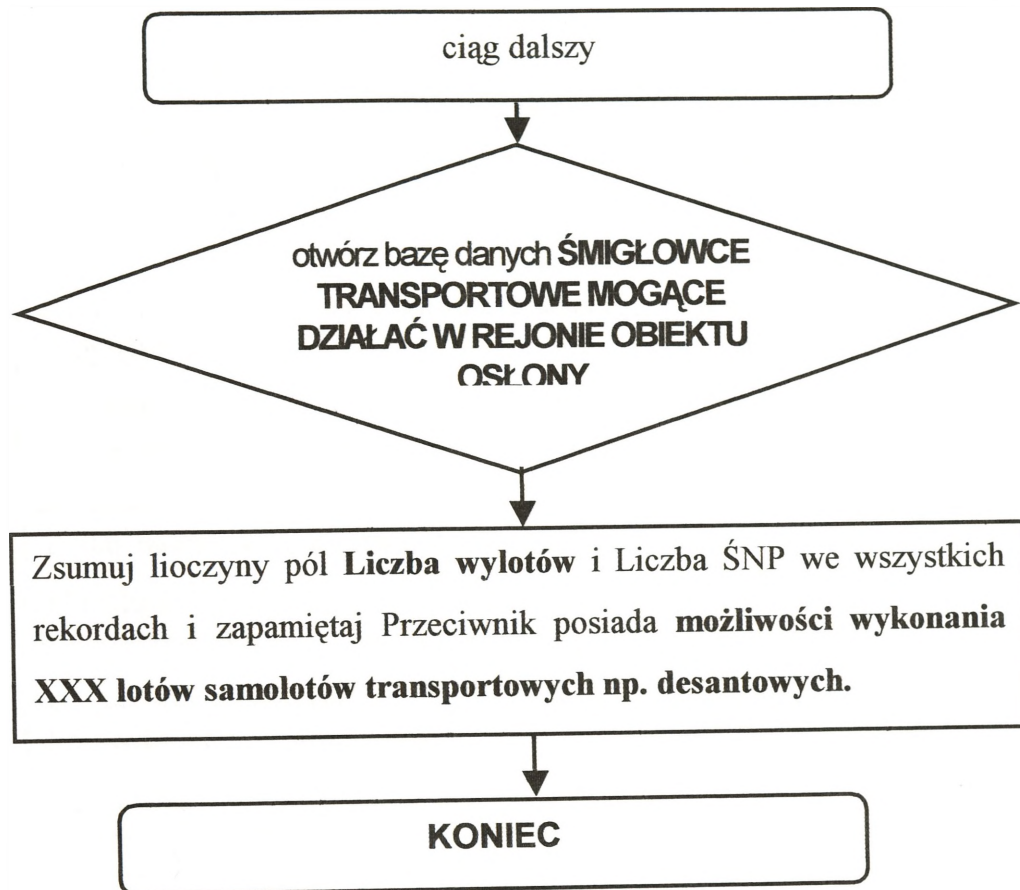 ciąg dalszy
otwórz bazę danych ŚMIGŁOWCE
TRANSPORTOWE MOGĄCE
DZIAŁAĆ W REJONIE OBIEKTU
OSŁONY
Zsumuj lioczyny pól Liczba wylotów i Liczba ŚNP we wszystkich
rekordach i zapamiętaj Przeciwnik posiada możliwości wykonania
XXX lotów samolotów transportowych np. desantowych.
KONIEC